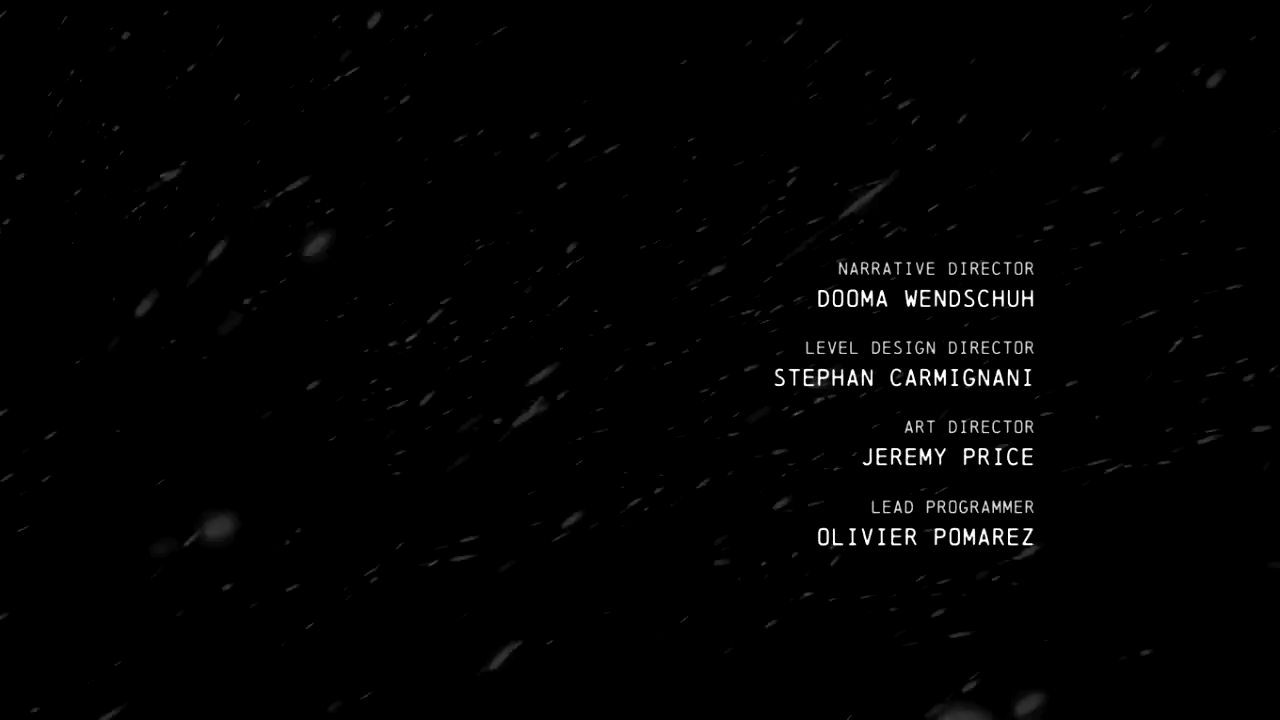 NARRATIVE DIRECTOR
DOOMA WENDSCHUH
LEVEL DESIGN DIRECTOR
STEPHAN CARMIGNANI
ART DIRECTOR
JEREMY PRICE
LEAD PROGRAMMER
OLIVIER POMAREZ